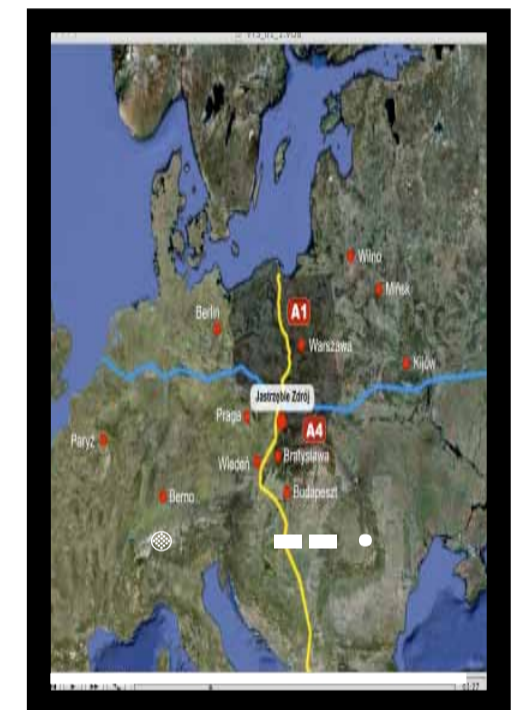 Wilno
Mińsk
Berlin
A1
Warszawa
Kijów
Jastrzębie Zdrój
Praga
A4
Paryż
Bratysława
Wiedeń
Budapeszt
Berno